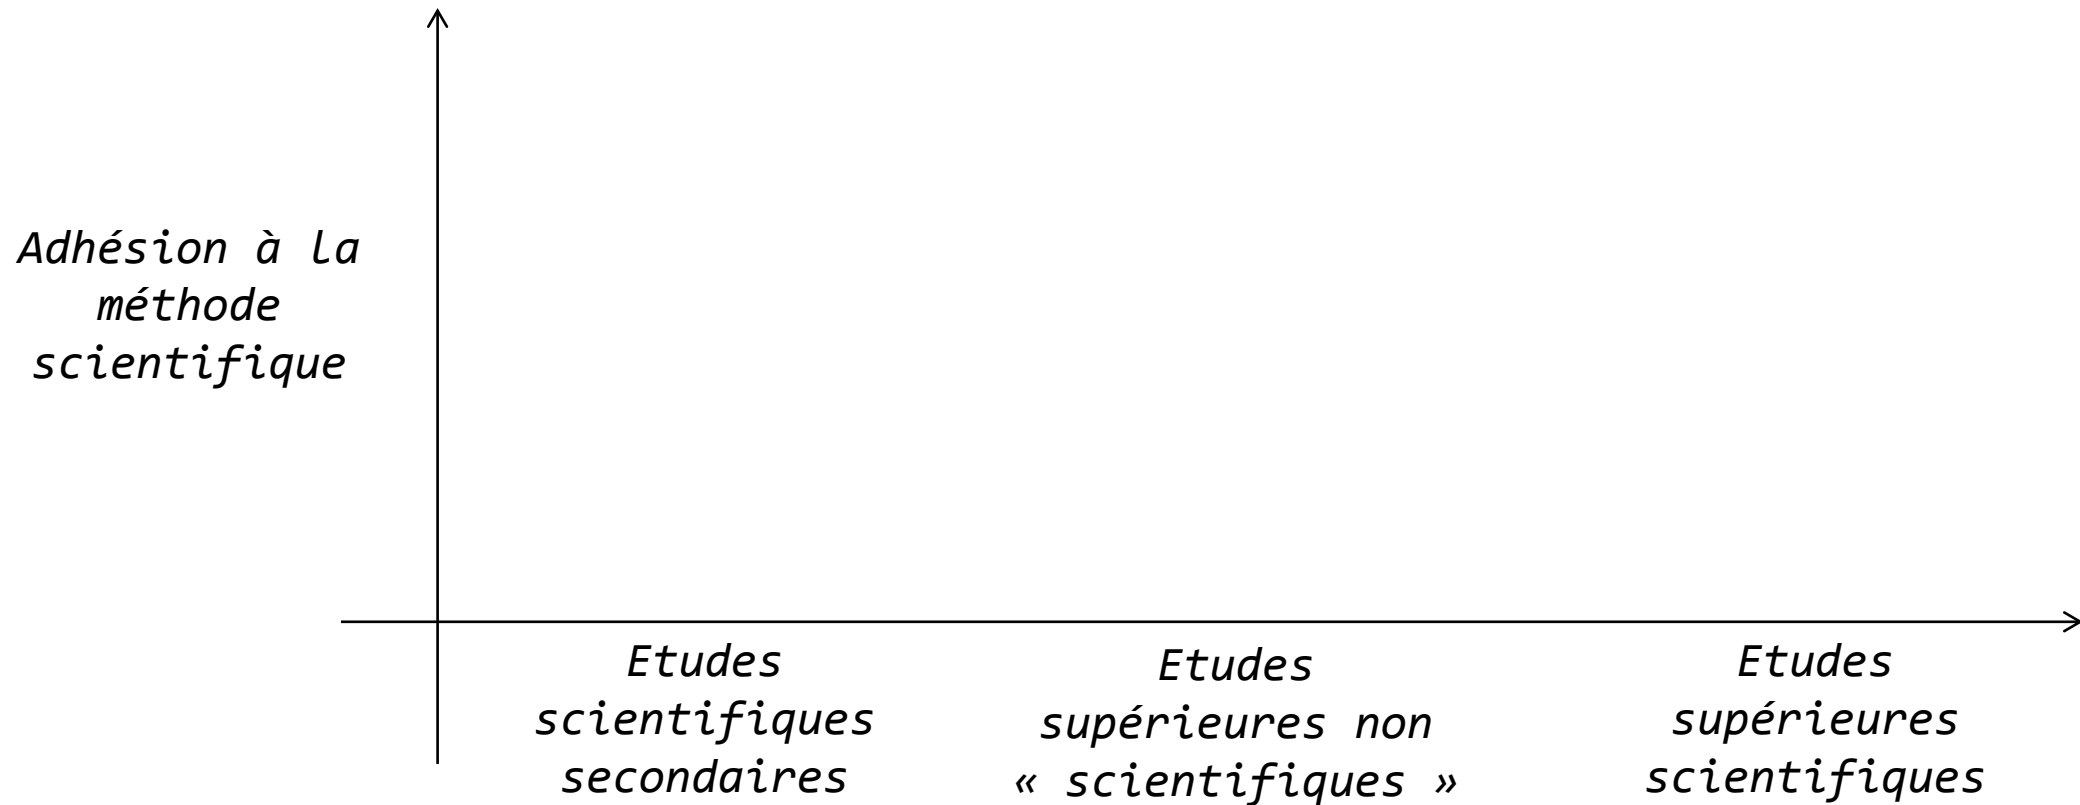 Adhésion à la
méthode
scientifique
Etudes
scientifiques
secondaires
Etudes
supérieures non
« scientifiques »
Etudes
supérieures
scientifiques